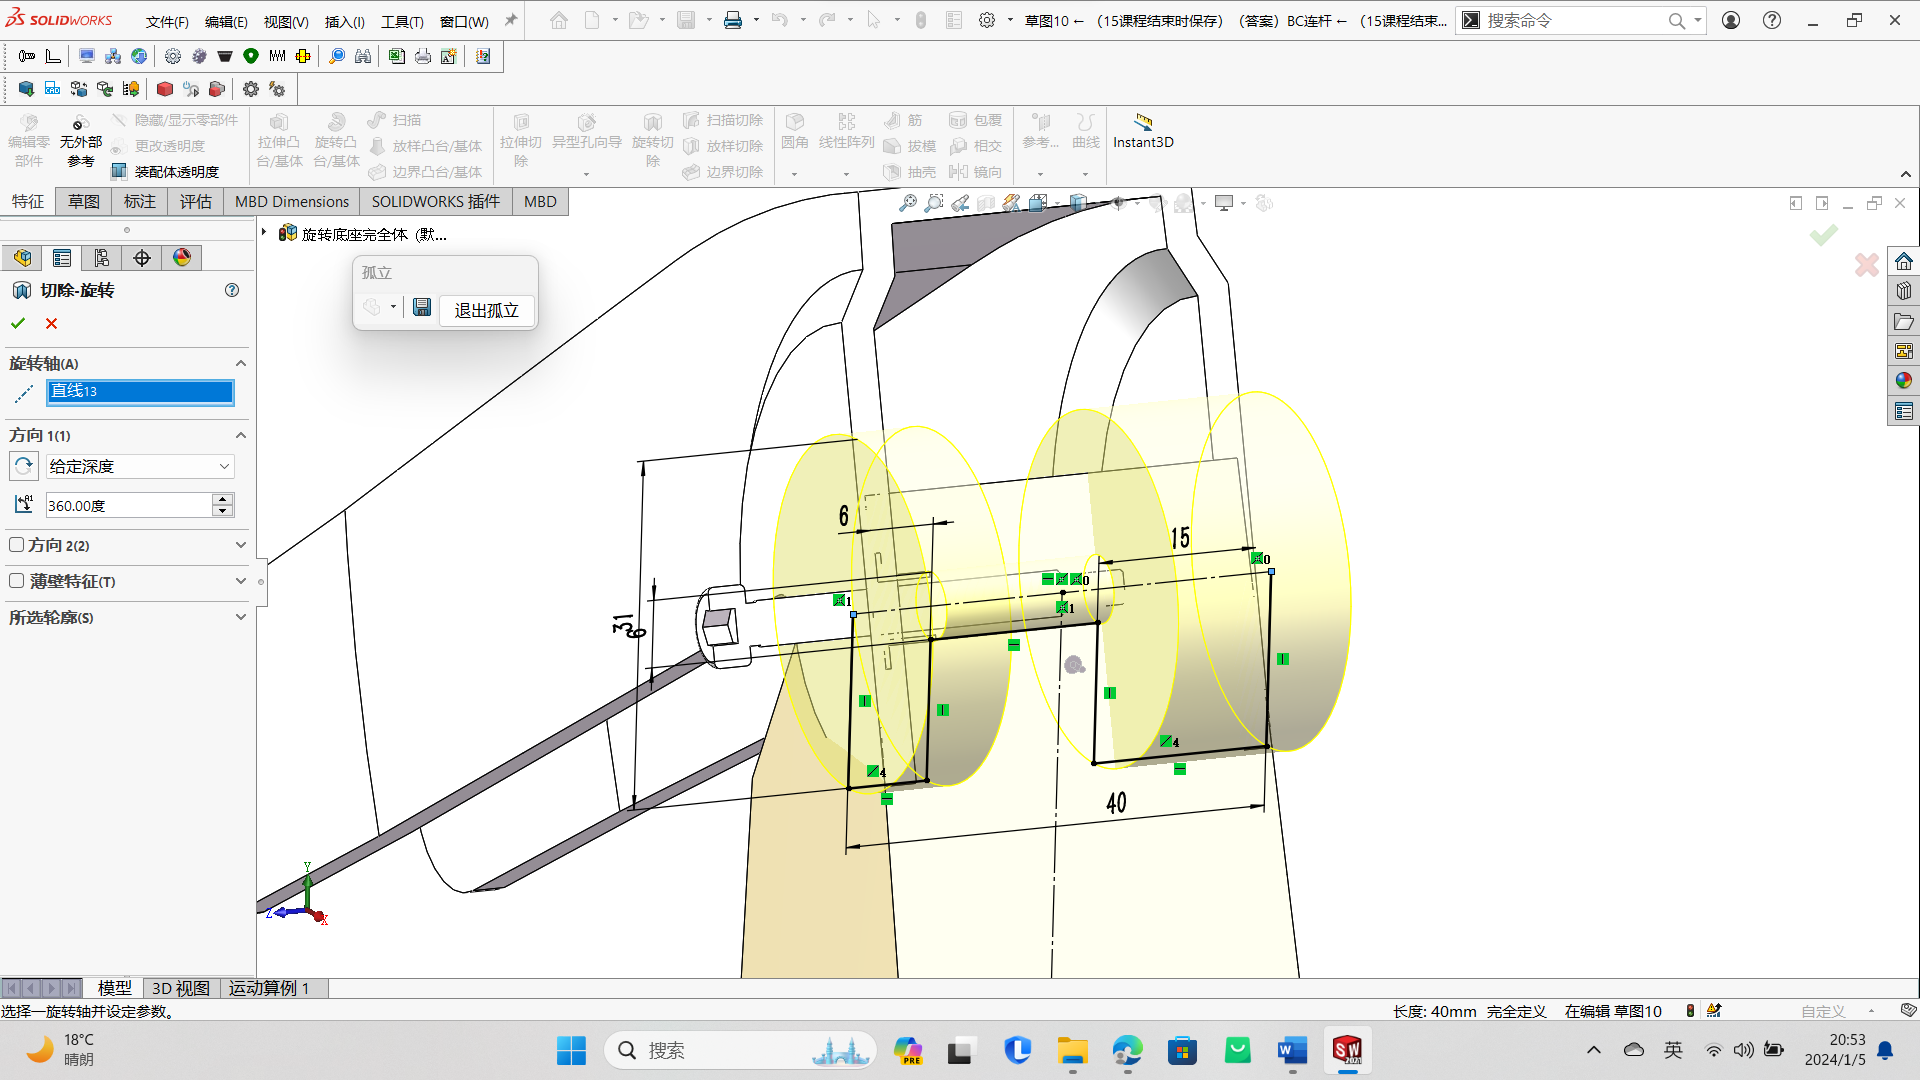 SOLIDWORKS 文件(F) 编辑(E) 视图(V) 插入(I) 工具(T) 窗口(W) 草图10 ← （15课程结束时保存）（答案）BC连杆 ← （15课程结束... 搜索命令
编辑零部件 无外部参考 隐藏/显示零部件 更改透明度 装配体透明度
拉伸凸台/基体 旋转凸台/基体 扫描 放样凸台/基体 边界凸台/基体
拉伸切除 异型孔向导 旋转切除 扫描切除 放样切除 边界切除
圆角 线性阵列 筋 拔模 抽壳 包覆 相交 镜向
参考... 曲线 Instant3D
特征 草图 标注 评估 MBD Dimensions SOLIDWORKS 插件 MBD
旋转底座完全体 (默...
孤立
退出孤立
切除-旋转
旋转轴(A)
直线13
方向 1(1)
给定深度
360.00度
方向 2(2)
薄壁特征(T)
所选轮廓(S)
6
15
31
6
40
0
0
1
1
4
4
Y
Z
X
模型 3D 视图 运动算例 1
选择一旋转轴并设定参数。 长度: 40mm 完全定义 在编辑 草图10 自定义
18°C
晴朗
搜索
PRE
英
20:53
2024/1/5